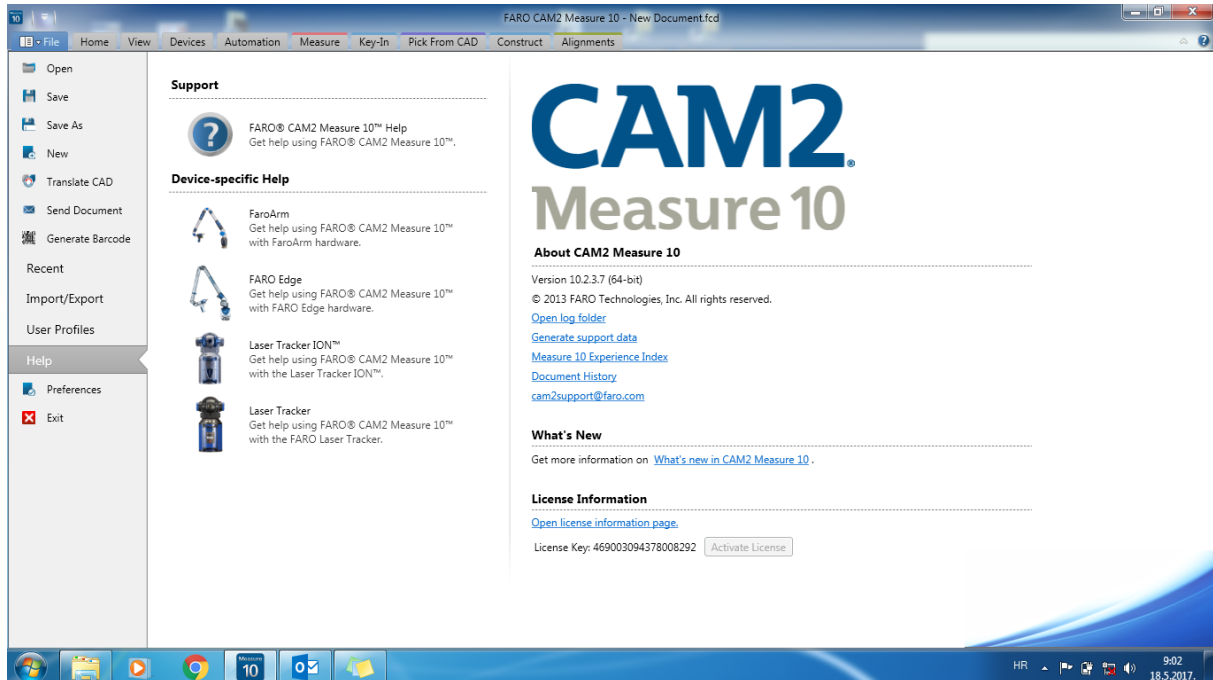 10
FARO CAM2 Measure 10 - New Document.fcd
File Home View Devices Automation Measure Key-In Pick From CAD Construct Alignments
Open
Save
Save As
New
Translate CAD
Send Document
Generate Barcode
Recent
Import/Export
User Profiles
Help
Preferences
Exit
Support
FARO® CAM2 Measure 10™ Help
Get help using FARO® CAM2 Measure 10™.
Device-specific Help
FaroArm
Get help using FARO® CAM2 Measure 10™
with FaroArm hardware.
FARO Edge
Get help using FARO® CAM2 Measure 10™
with FARO Edge hardware.
Laser Tracker ION™
Get help using FARO® CAM2 Measure 10™
with the Laser Tracker ION™.
Laser Tracker
Get help using FARO® CAM2 Measure 10™
with the FARO Laser Tracker.
CAM2®
Measure 10
About CAM2 Measure 10
Version 10.2.3.7 (64-bit)
© 2013 FARO Technologies, Inc. All rights reserved.
Open log folder
Generate support data
Measure 10 Experience Index
Document History
cam2support@faro.com
What's New
Get more information on What's new in CAM2 Measure 10 .
License Information
Open license information page.
License Key: 469003094378008292 Activate License
Measure
10
HR 9:02
18.5.2017.